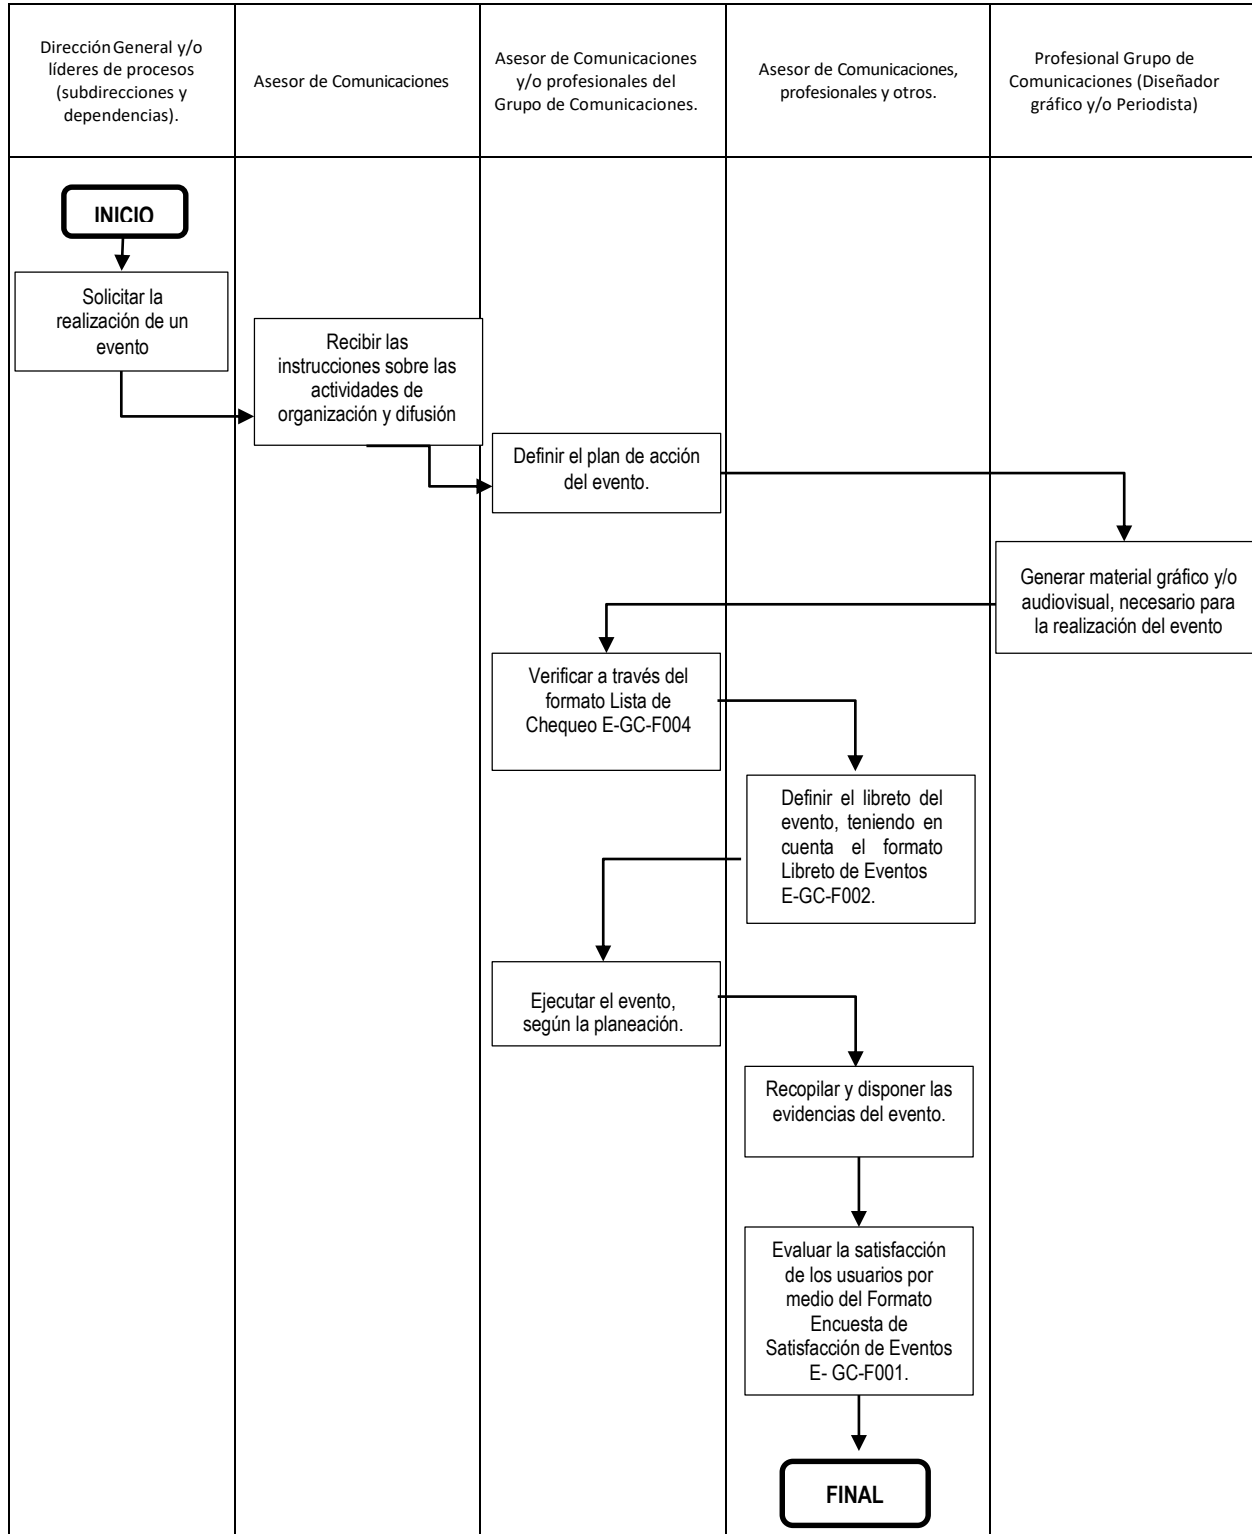 Dirección General y/o
líderes de procesos
(subdirecciones y
dependencias).
Asesor de Comunicaciones
Asesor de Comunicaciones
y/o profesionales del
Grupo de Comunicaciones.
Asesor de Comunicaciones,
profesionales y otros.
Profesional Grupo de
Comunicaciones (Diseñador
gráfico y/o Periodista)
INICIO
Solicitar la
realización de un
evento
Recibir las
instrucciones sobre las
actividades de
organización y difusión
Definir el plan de acción
del evento.
Generar material gráfico y/o
audiovisual, necesario para
la realización del evento
Verificar a través del
formato Lista de
Chequeo E-GC-F004
Definir el libreto del
evento, teniendo en
cuenta el formato
Libreto de Eventos
E-GC-F002.
Ejecutar el evento,
según la planeación.
Recopilar y disponer las
evidencias del evento.
Evaluar la satisfacción
de los usuarios por
medio del Formato
Encuesta de
Satisfacción de Eventos
E- GC-F001.
FINAL